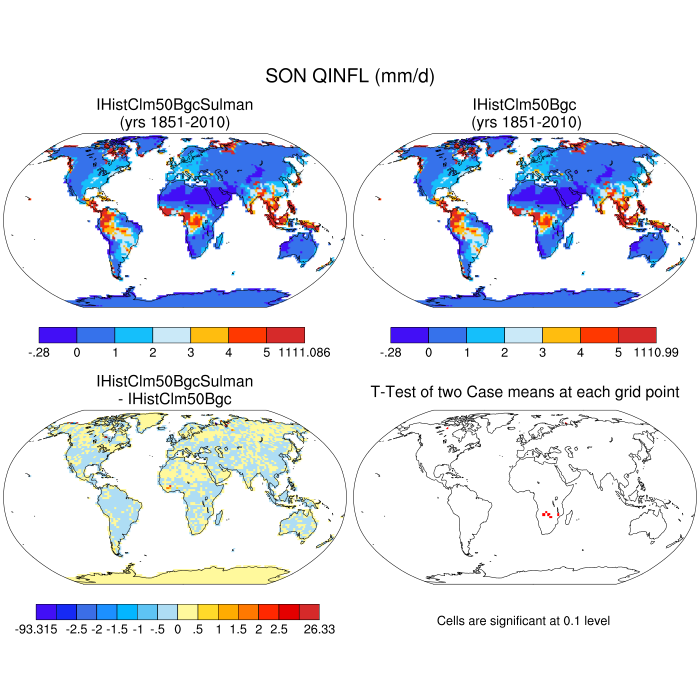 SON QINFL (mm/d)
IHistClm50BgcSulman
(yrs 1851-2010)
IHistClm50Bgc
(yrs 1851-2010)
-.28 0 1 2 3 4 5 1111.086
-.28 0 1 2 3 4 5 1110.99
IHistClm50BgcSulman
- IHistClm50Bgc
T-Test of two Case means at each grid point
-93.315 -2.5 -2 -1.5 -1 -.5 0 .5 1 1.5 2 2.5 26.33
Cells are significant at 0.1 level